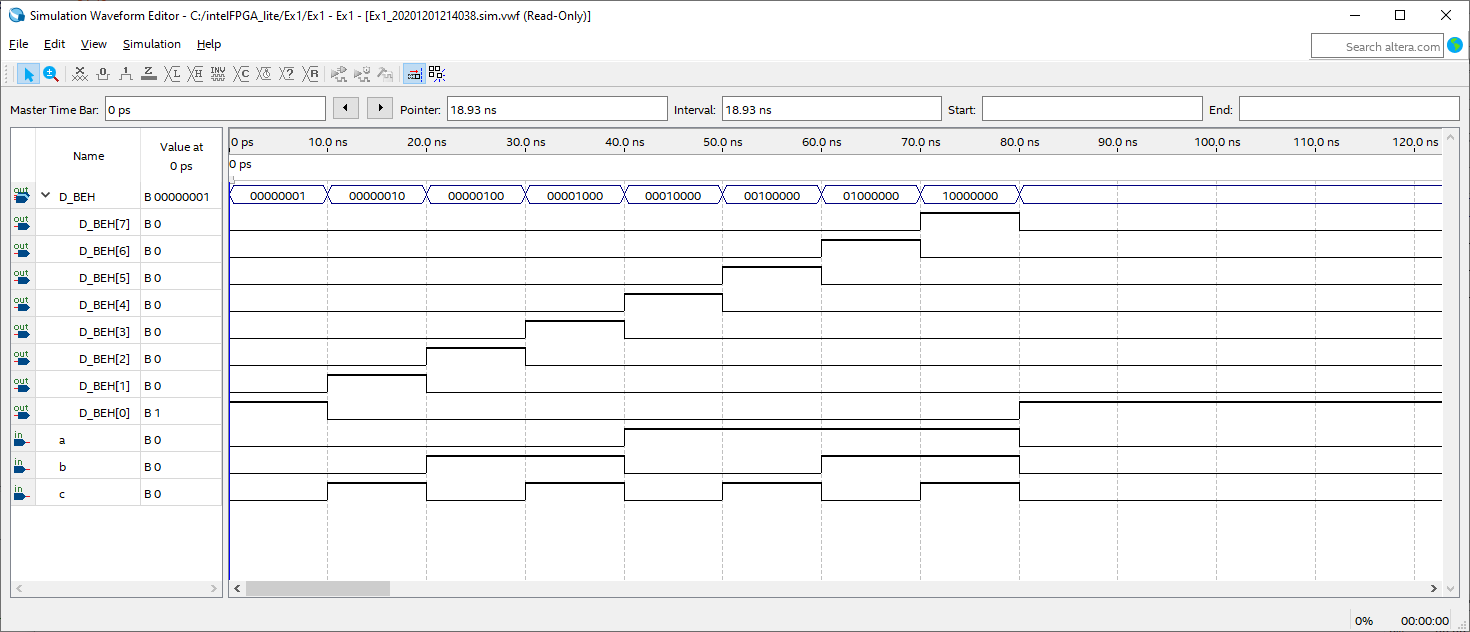 Simulation Waveform Editor - C:/intelFPGA_lite/Ex1/Ex1 - Ex1 - [Ex1_20201201214038.sim.vwf (Read-Only)]
File Edit View Simulation Help
Search altera.com
Master Time Bar: 0 ps Pointer: 18.93 ns Interval: 18.93 ns Start: End:
Name Value at 0 ps
0 ps 10.0 ns 20.0 ns 30.0 ns 40.0 ns 50.0 ns 60.0 ns 70.0 ns 80.0 ns 90.0 ns 100.0 ns 110.0 ns 120.0 ns
0 ps
out D_BEH B 00000001 00000001 00000010 00000100 00001000 00010000 00100000 01000000 10000000
out D_BEH[7] B 0
out D_BEH[6] B 0
out D_BEH[5] B 0
out D_BEH[4] B 0
out D_BEH[3] B 0
out D_BEH[2] B 0
out D_BEH[1] B 0
out D_BEH[0] B 1
in a B 0
in b B 0
in c B 0
0% 00:00:00